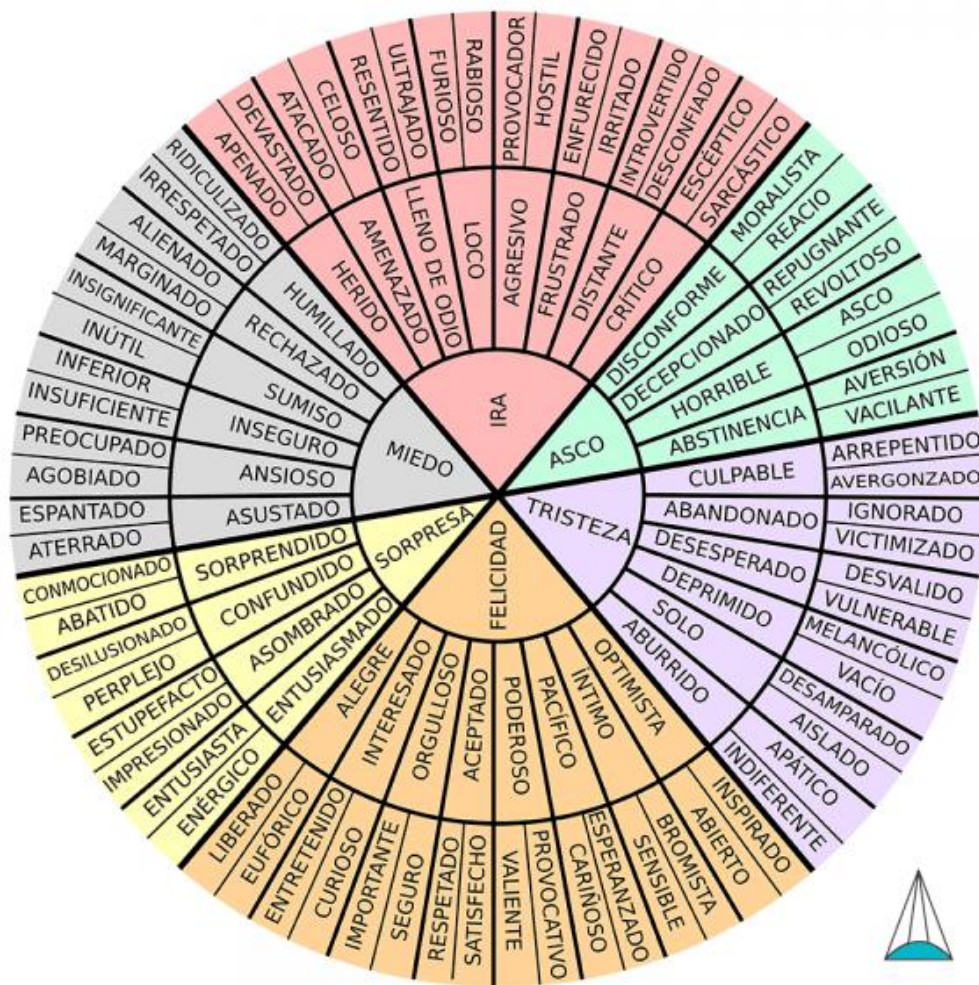 IRA
HERIDO
APENADO
DEVASTADO
AMENAZADO
ATACADO
CELOSO
LLENO DE ODIO
RESENTIDO
ULTRAJADO
LOCO
FURIOSO
RABIOSO
AGRESIVO
PROVOCADOR
HOSTIL
FRUSTRADO
ENFURECIDO
IRRITADO
DISTANTE
INTROVERTIDO
DESCONFIADO
CRÍTICO
ESCÉPTICO
SARCÁSTICO
ASCO
DISCONFORME
MORALISTA
REACIO
DECEPCIONADO
REPUGNANTE
REVOLTOSO
HORRIBLE
ASCO
ODIOSO
ABSTINENCIA
AVERSIÓN
VACILANTE
TRISTEZA
CULPABLE
ARREPENTIDO
AVERGONZADO
ABANDONADO
IGNORADO
VICTIMIZADO
DESESPERADO
DESVALIDO
VULNERABLE
DEPRIMIDO
MELANCÓLICO
VACÍO
SOLO
DESAMPARADO
AISLADO
ABURRIDO
APÁTICO
INDIFERENTE
FELICIDAD
OPTIMISTA
INSPIRADO
ABIERTO
ÍNTIMO
BROMISTA
SENSIBLE
PACÍFICO
ESPERANZADO
CARIÑOSO
PODEROSO
PROVOCATIVO
VALIENTE
ACEPTADO
SATISFECHO
RESPETADO
ORGULLOSO
SEGURO
IMPORTANTE
INTERESADO
CURIOSO
ENTRETENIDO
ALEGRE
EUFÓRICO
LIBERADO
SORPRESA
ENTUSIASMADO
ENÉRGICO
ENTUSIASTA
ASOMBRADO
IMPRESIONADO
ESTUPEFACTO
CONFUNDIDO
PERPLEJO
DESILUSIONADO
SORPRENDIDO
ABATIDO
CONMOCIONADO
MIEDO
ASUSTADO
ATERRADO
ESPANTADO
ANSIOSO
AGOBIADO
PREOCUPADO
INSEGURO
INSUFICIENTE
INFERIOR
SUMISO
INÚTIL
INSIGNIFICANTE
RECHAZADO
MARGINADO
ALIENADO
HUMILLADO
IRRESPETADO
RIDICULIZADO